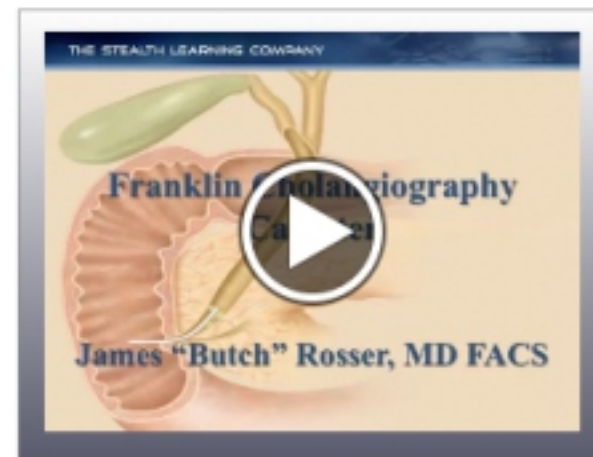 THE STEALTH LEARNING COMPANY
Franklin Cholangiography
James “Butch” Rosser, MD FACS